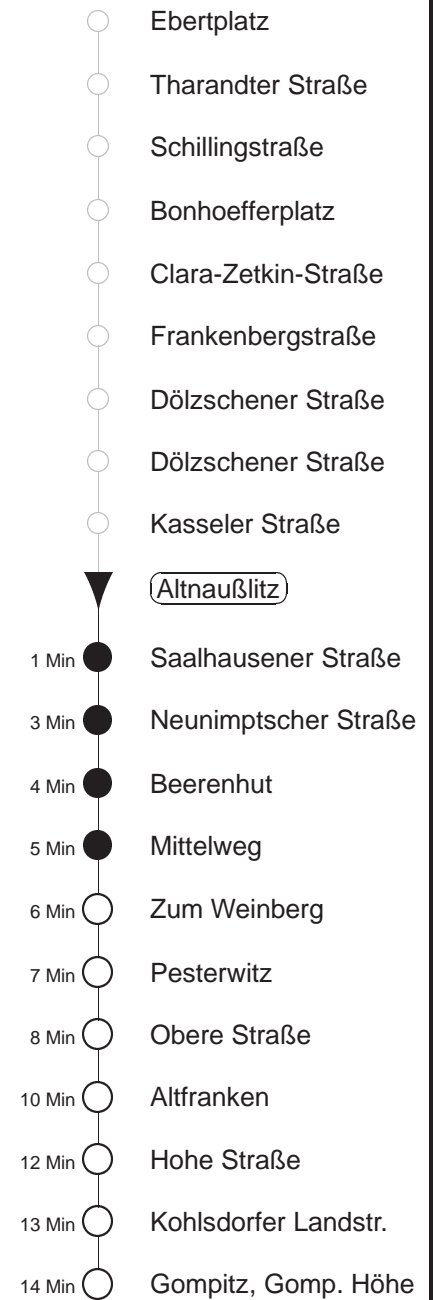 Ebertplatz
Tharandter Straße
Schillingstraße
Bonhoefferplatz
Clara-Zetkin-Straße
Frankenbergstraße
Dölzschener Straße
Dölzschener Straße
Kasseler Straße
Altnaußlitz
1 Min Saalhausener Straße
3 Min Neunimptscher Straße
4 Min Beerenhut
5 Min Mittelweg
6 Min Zum Weinberg
7 Min Pesterwitz
8 Min Obere Straße
10 Min Altfranken
12 Min Hohe Straße
13 Min Kohlsdorfer Landstr.
14 Min Gompitz, Gomp. Höhe